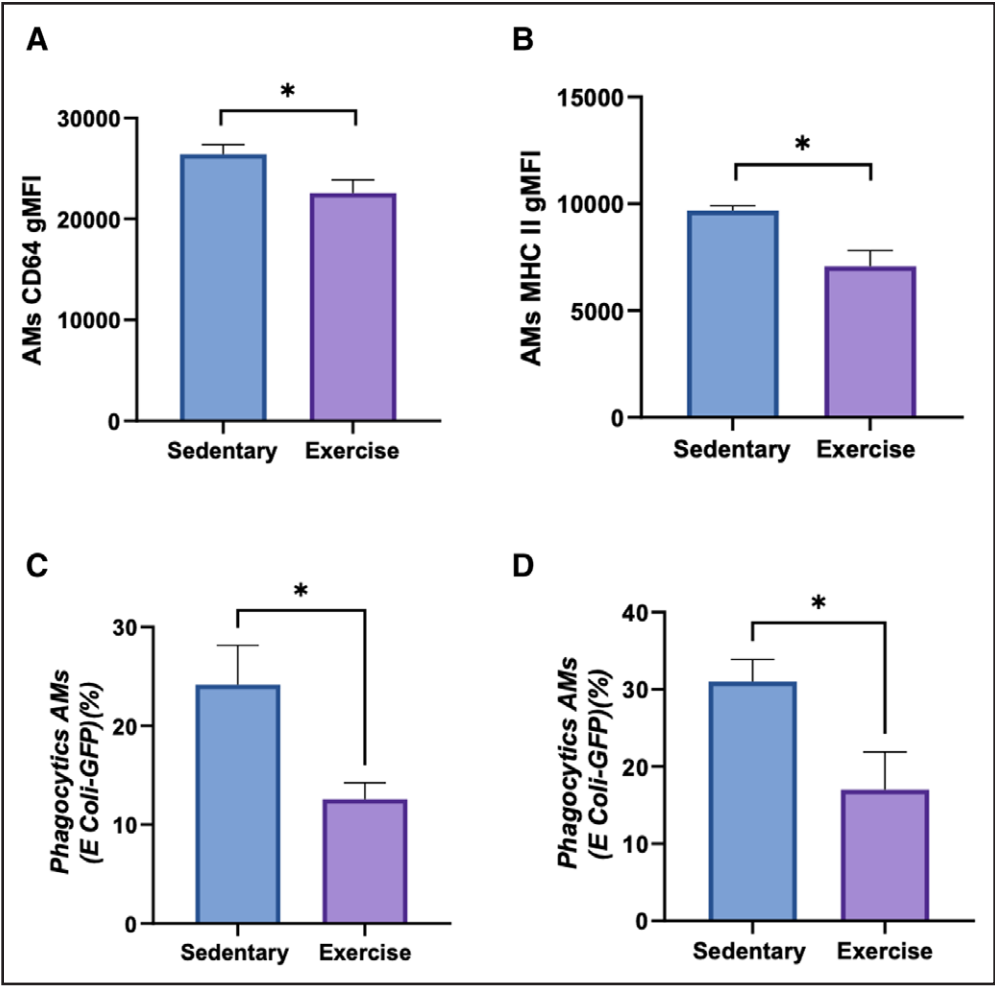 A
*
30000
20000
10000
0
AMs CD64 gMFI
Sedentary Exercise
B
*
15000
10000
5000
0
AMs MHC II gMFI
Sedentary Exercise
C
*
30
20
10
0
Phagocytics AMs
(E Coli-GFP)(%)
Sedentary Exercise
D
*
40
30
20
10
0
Phagocytics AMs
(E Coli-GFP)(%)
Sedentary Exercise